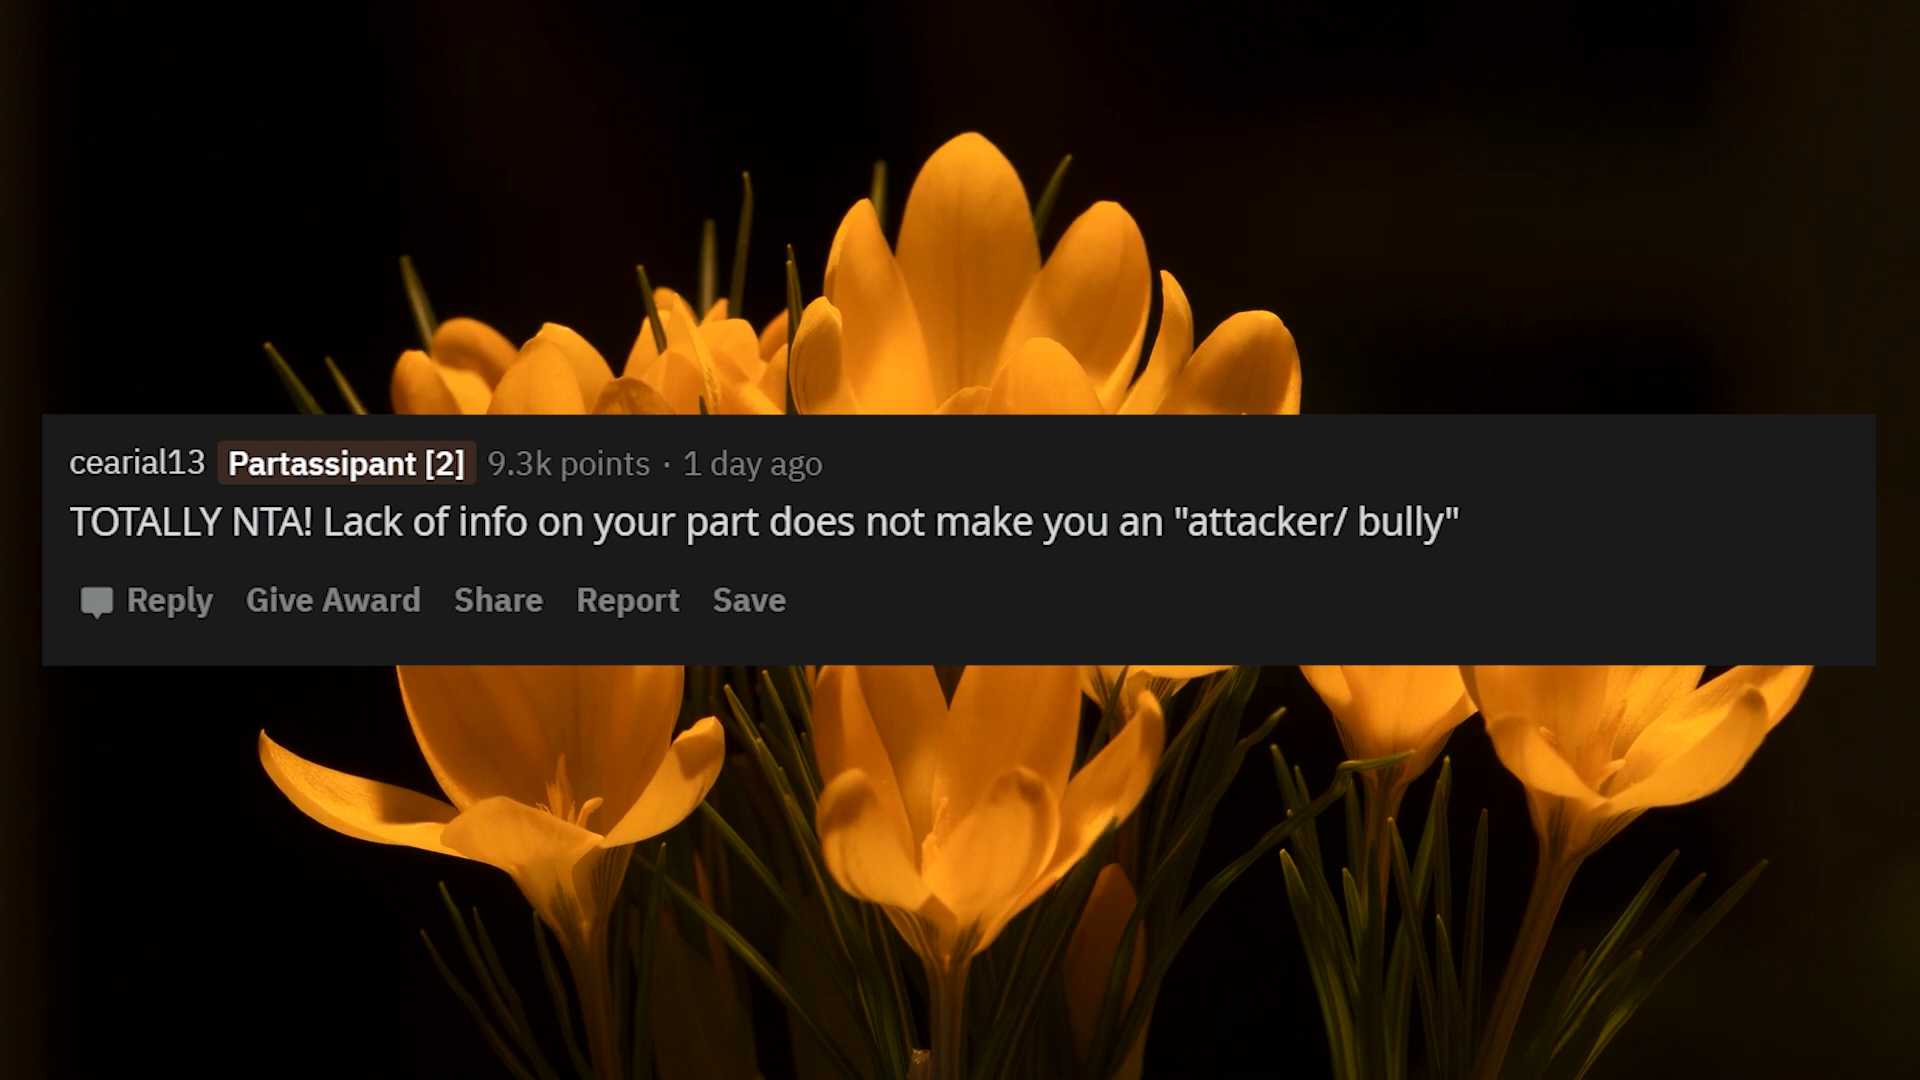 cearial13 Partassipant [2] 9.3k points · 1 day ago
TOTALLY NTA! Lack of info on your part does not make you an "attacker/ bully"
Reply Give Award Share Report Save